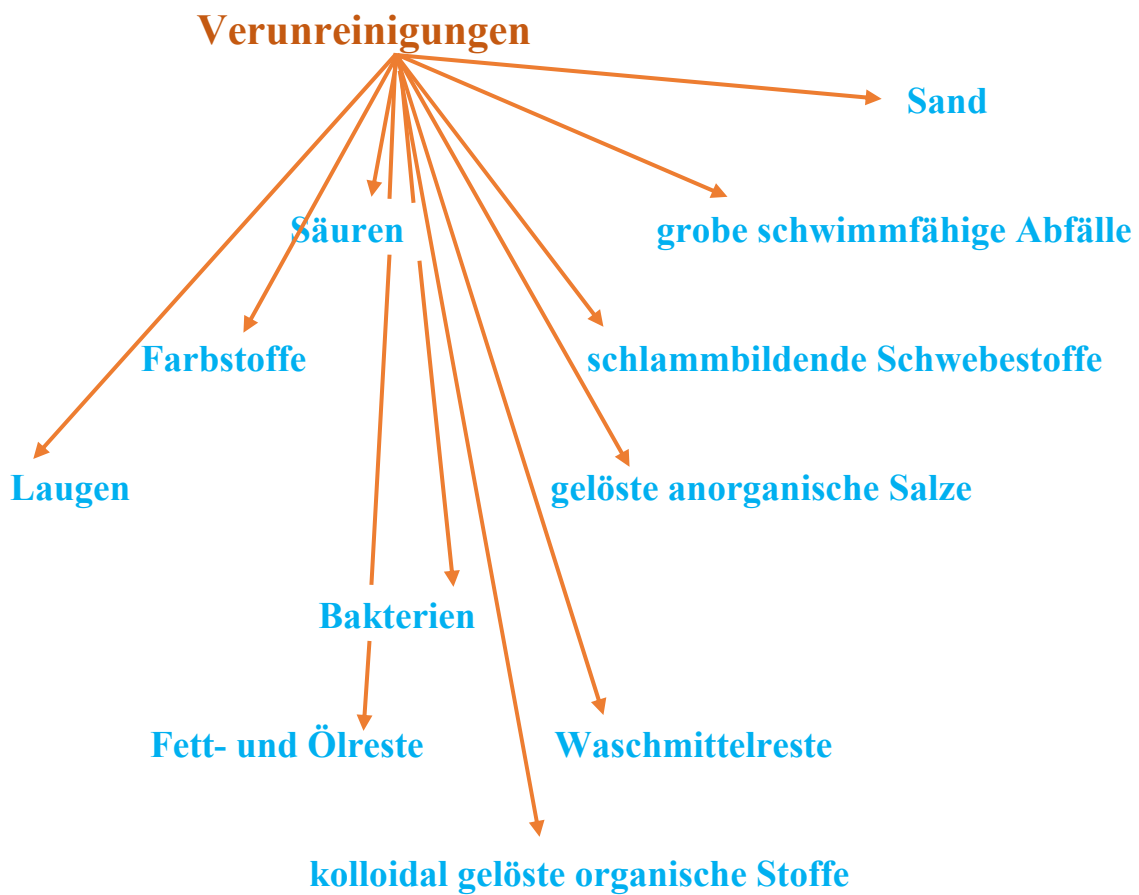 Verunreinigungen
Sand
Säuren
grobe schwimmfähige Abfälle
Farbstoffe
schlammbildende Schwebestoffe
Laugen
gelöste anorganische Salze
Bakterien
Fett- und Ölreste
Waschmittelreste
kolloidal gelöste organische Stoffe